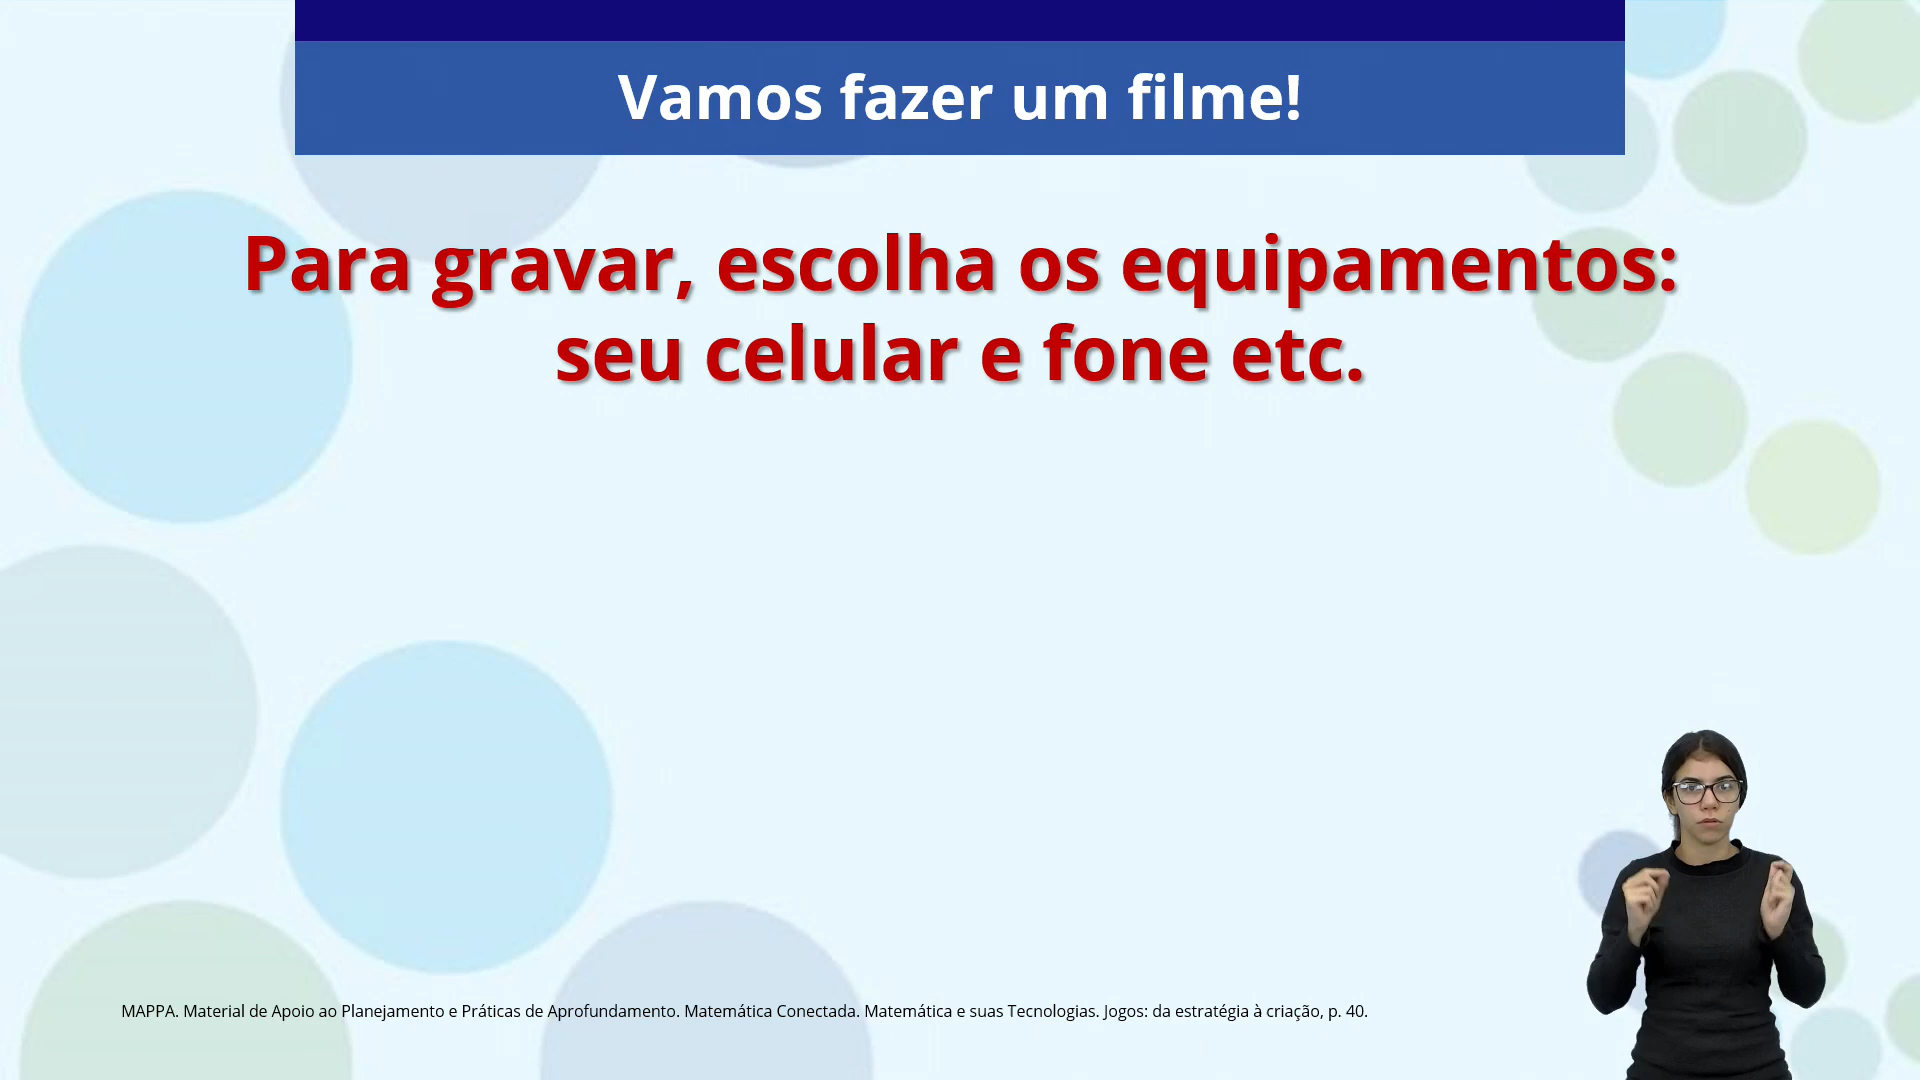 Vamos fazer um filme!
Para gravar, escolha os equipamentos:
seu celular e fone etc.
MAPPA. Material de Apoio ao Planejamento e Práticas de Aprofundamento. Matemática Conectada. Matemática e suas Tecnologias. Jogos: da estratégia à criação, p. 40.